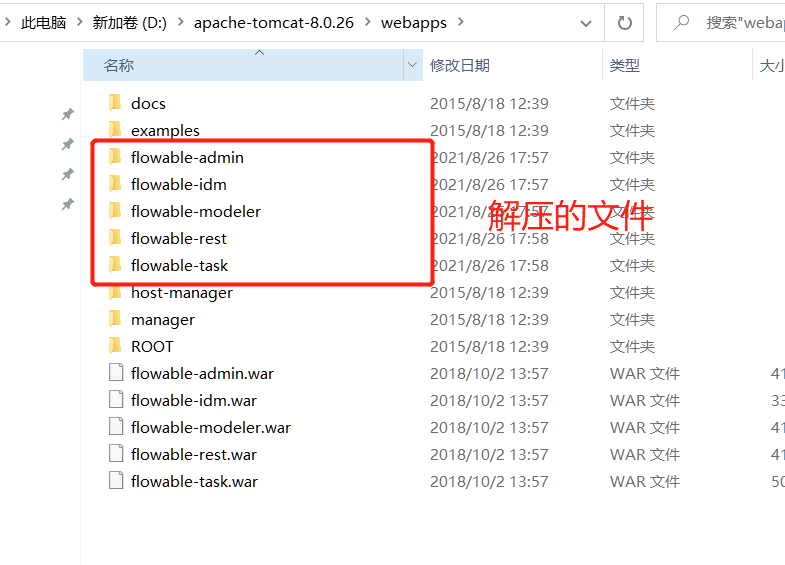 此电脑 > 新加卷 (D:) > apache-tomcat-8.0.26 > webapps > 搜索"weba
名称 修改日期 类型 大小
docs 2015/8/18 12:39 文件夹
examples 2015/8/18 12:39 文件夹
flowable-admin 2021/8/26 17:57 文件夹
flowable-idm 2021/8/26 17:57 文件夹
flowable-modeler 2021/8/26 17:57 文件夹
解压的文件
flowable-rest 2021/8/26 17:58 文件夹
flowable-task 2021/8/26 17:58 文件夹
host-manager 2015/8/18 12:39 文件夹
manager 2015/8/18 12:39 文件夹
ROOT 2015/8/18 12:39 文件夹
flowable-admin.war 2018/10/2 13:57 WAR 文件 41
flowable-idm.war 2018/10/2 13:57 WAR 文件 33
flowable-modeler.war 2018/10/2 13:57 WAR 文件 41
flowable-rest.war 2018/10/2 13:57 WAR 文件 41
flowable-task.war 2018/10/2 13:57 WAR 文件 50